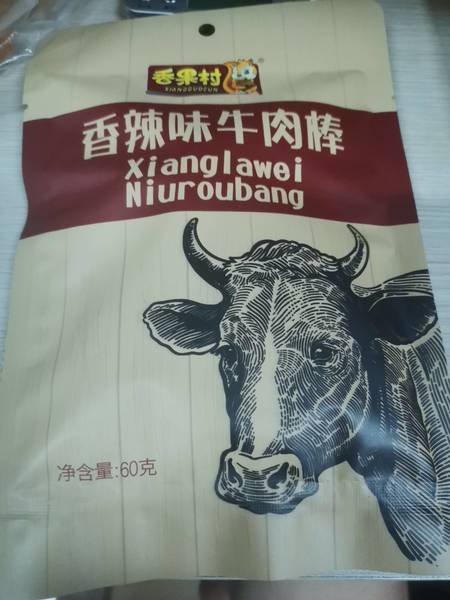 香果村
XIANGGUOCUN
®
香辣味牛肉棒
Xianglawei
Niuroubang
净含量:60克